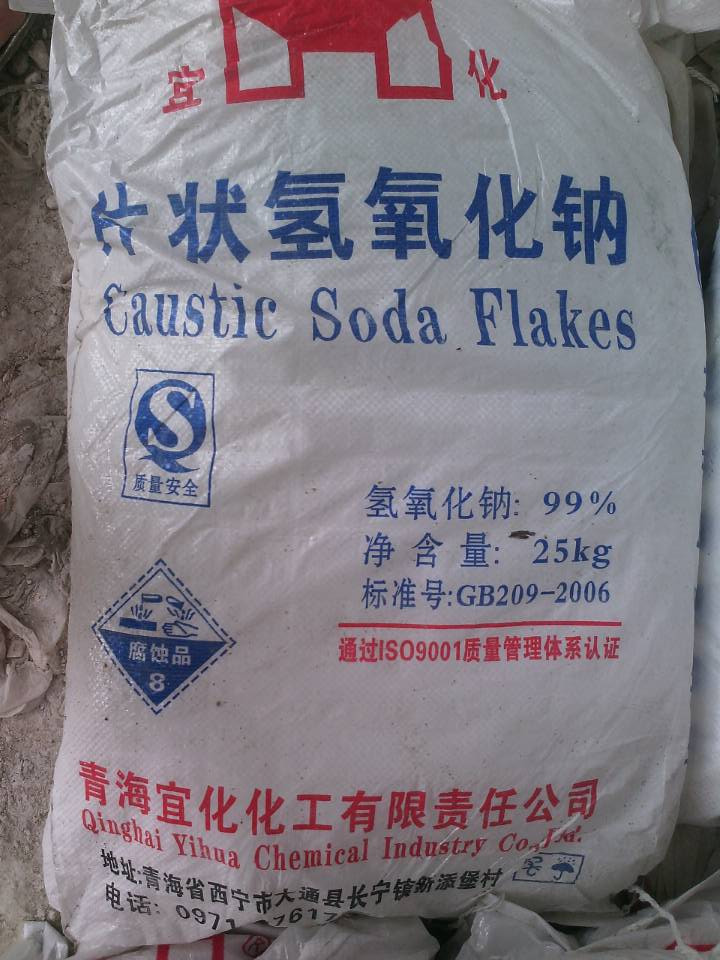 宜 化
片状氢氧化钠
Caustic Soda Flakes
QS
质量安全
氢氧化钠: 99%
净含量: 25kg
标准号:GB209-2006
通过ISO9001质量管理体系认证
腐蚀品
8
青海宜化化工有限责任公司
Qinghai Yihua Chemical Industry Co.,Ltd.
地址:青海省西宁市大通县长宁镇新添堡村
电话: 0971